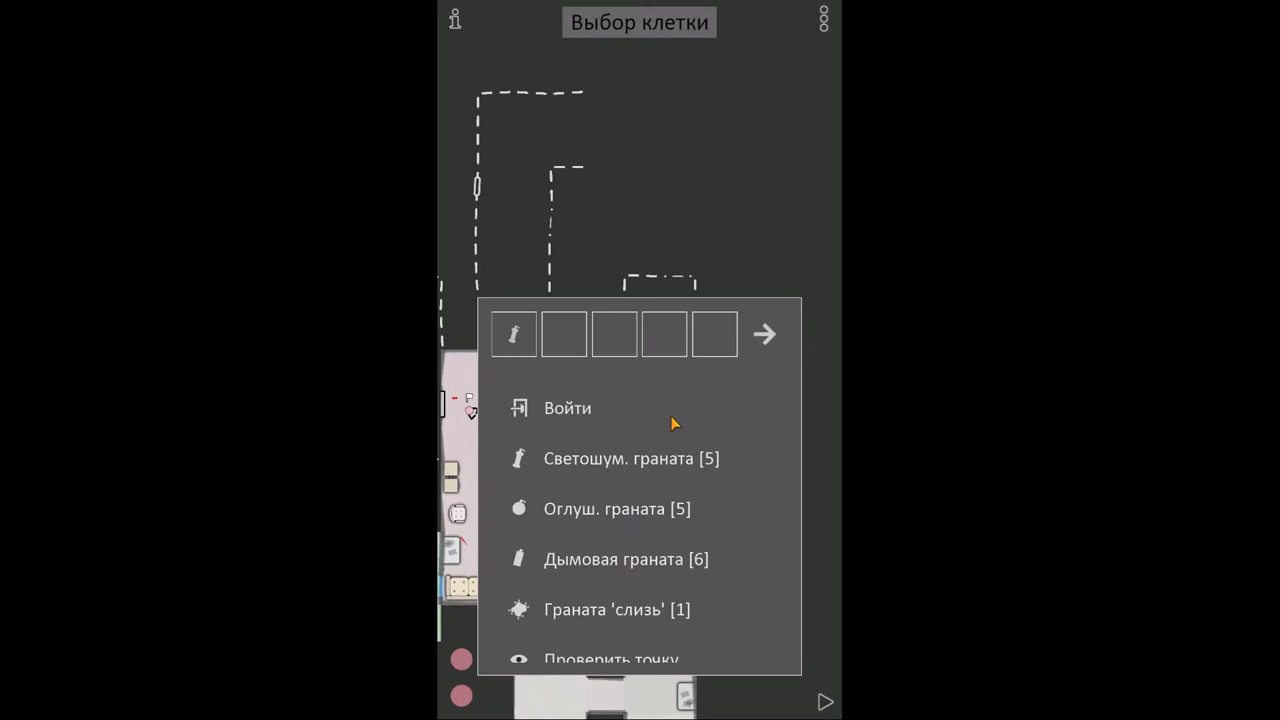 Выбор клетки
Войти
Светошум. граната [5]
Оглуш. граната [5]
Дымовая граната [6]
Граната 'слизь' [1]
Проверить точку